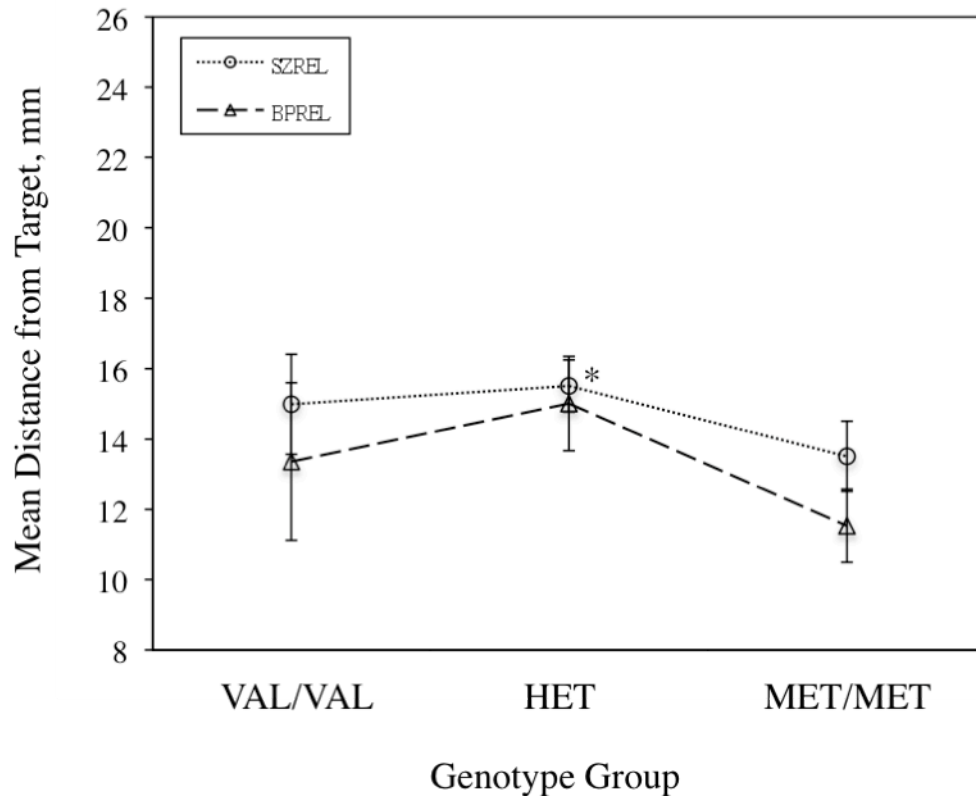 26
24
22
20
18
16
14
12
10
8
Mean Distance from Target, mm
SZREL
BPREL
*
VAL/VAL HET MET/MET
Genotype Group